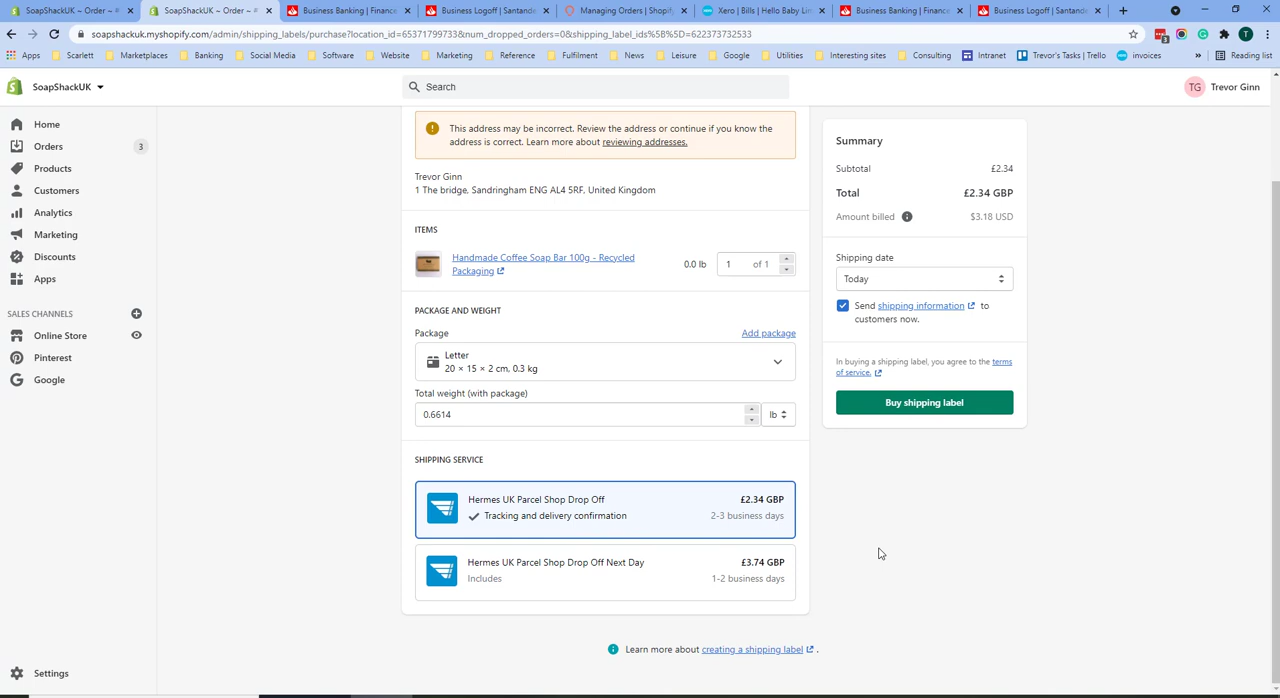 SoapShackUK ~ Order ~ #
SoapShackUK ~ Order ~ #
Business Banking | Finance
Business Logoff | Santande
Managing Orders | Shopify
Xero | Bills | Hello Baby Lin
Business Banking | Finance
Business Logoff | Santande
soapshackuk.myshopify.com/admin/shipping_labels/purchase?location_id=65371799733&num_dropped_orders=0&shipping_label_ids%5B%5D=622373732533
Apps Scarlett Marketplaces Banking Social Media Software Website Marketing Reference Fulfilment News Leisure Google Utilities Interesting sites Consulting Intranet Trevor's Tasks | Trello invoices » Reading list
SoapShackUK
Search
TG Trevor Ginn
Home
Orders 3
Products
Customers
Analytics
Marketing
Discounts
Apps
SALES CHANNELS
Online Store
Pinterest
Google
Settings
This address may be incorrect. Review the address or continue if you know the
address is correct. Learn more about reviewing addresses.
Trevor Ginn
1 The bridge, Sandringham ENG AL4 5RF, United Kingdom
ITEMS
Handmade Coffee Soap Bar 100g - Recycled
Packaging
0.0 lb 1 of 1
PACKAGE AND WEIGHT
Package Add package
Letter
20 × 15 × 2 cm, 0.3 kg
Total weight (with package)
0.6614 lb
SHIPPING SERVICE
Hermes UK Parcel Shop Drop Off £2.34 GBP
Tracking and delivery confirmation 2-3 business days
Hermes UK Parcel Shop Drop Off Next Day £3.74 GBP
Includes 1-2 business days
Learn more about creating a shipping label .
Summary
Subtotal £2.34
Total £2.34 GBP
Amount billed $3.18 USD
Shipping date
Today
Send shipping information to
customers now.
In buying a shipping label, you agree to the terms
of service.
Buy shipping label